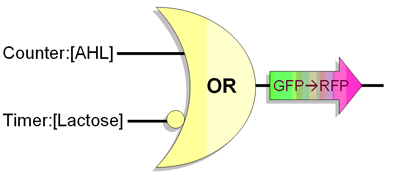 Counter:[AHL]
OR
GFP→RFP
Timer:[Lactose]